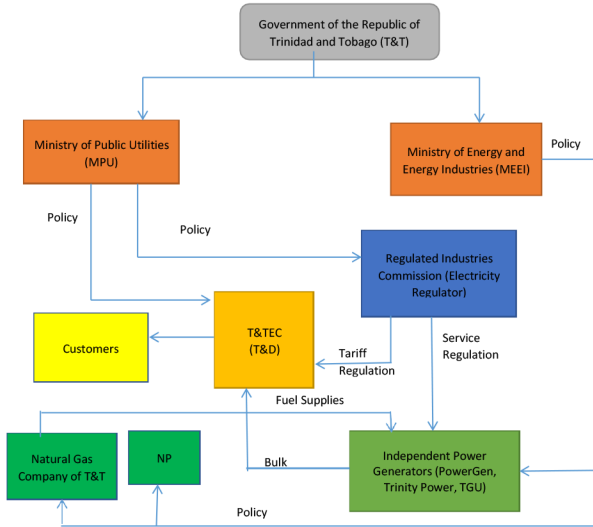 Government of the Republic of
Trinidad and Tobago (T&T)
Ministry of Public Utilities
(MPU)
Ministry of Energy and
Energy Industries (MEEI)
Policy
Policy
Policy
Regulated Industries
Commission (Electricity
Regulator)
T&TEC
(T&D)
Customers
Tariff
Regulation
Service
Regulation
Fuel Supplies
Natural Gas
Company of T&T
NP
Bulk
Independent Power
Generators (PowerGen,
Trinity Power, TGU)
Policy